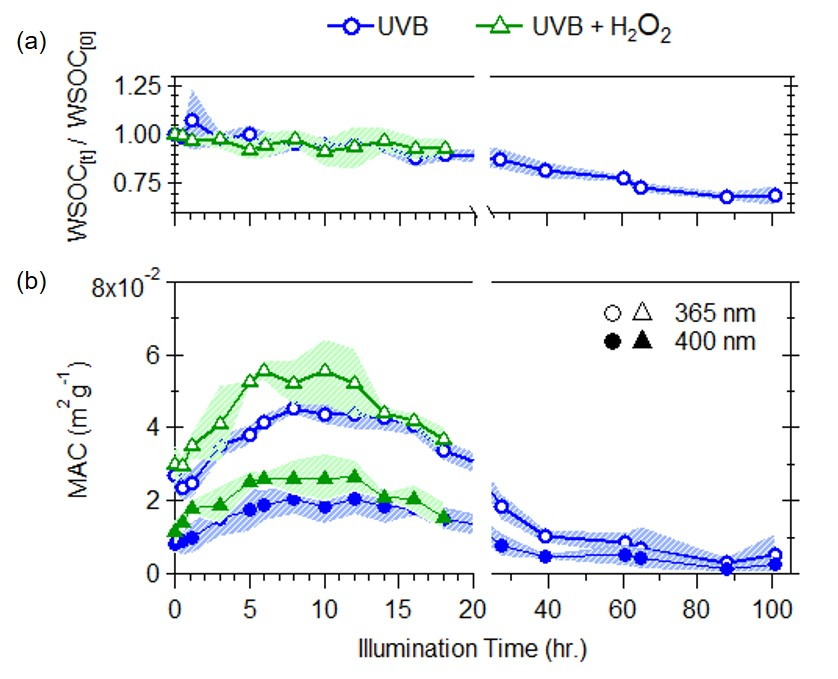 UVB UVB + H₂O₂
(a)
WSOC[t] / WSOC[0]
1.25
1.00
0.75
(b)
8x10⁻²
6
4
2
0
MAC (m² g⁻¹)
365 nm
400 nm
0 5 10 15 20 40 60 80 100
Illumination Time (hr.)